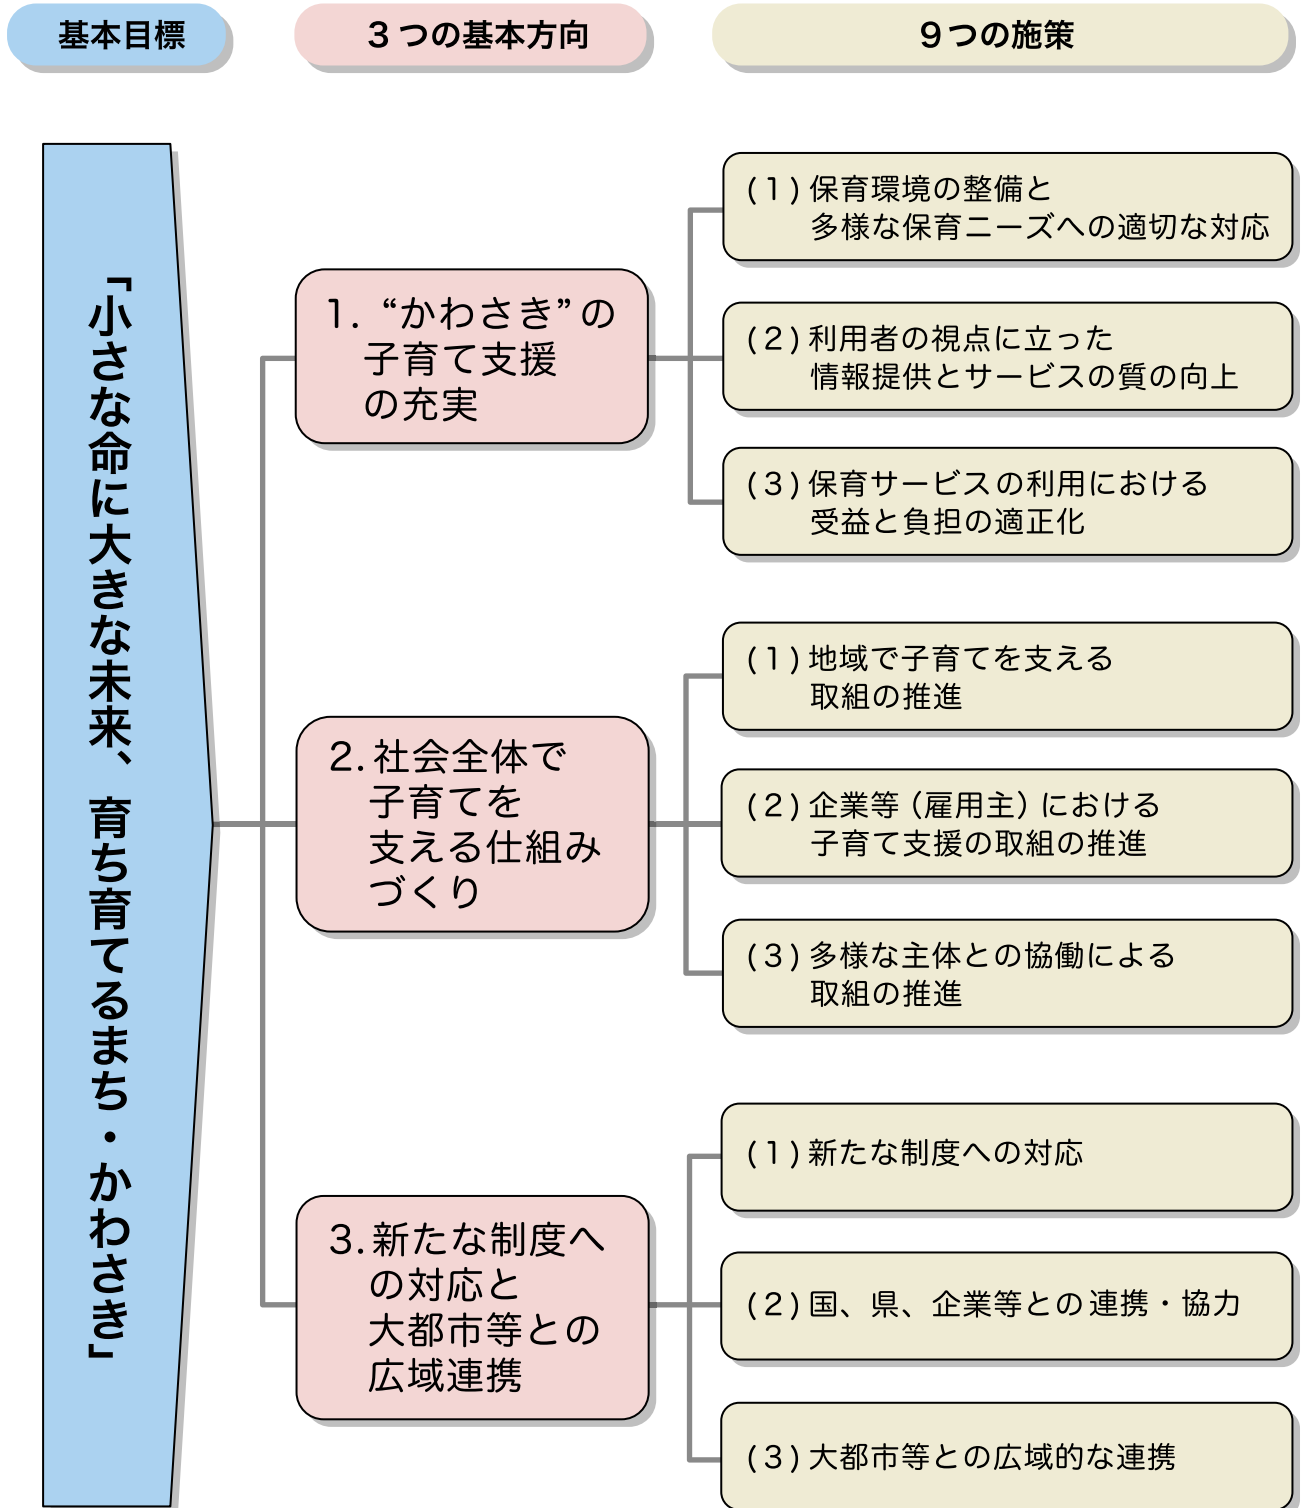 基本目標
3つの基本方向
9つの施策
「小さな命に大きな未来、育ち育てるまち・かわさき」
1. “かわさき”の
子育て支援
の充実
(1)保育環境の整備と
多様な保育ニーズへの適切な対応
(2)利用者の視点に立った
情報提供とサービスの質の向上
(3)保育サービスの利用における
受益と負担の適正化
2.社会全体で
子育てを
支える仕組み
づくり
(1)地域で子育てを支える
取組の推進
(2)企業等（雇用主）における
子育て支援の取組の推進
(3)多様な主体との協働による
取組の推進
3.新たな制度へ
の対応と
大都市等との
広域連携
(1)新たな制度への対応
(2)国、県、企業等との連携・協力
(3)大都市等との広域的な連携